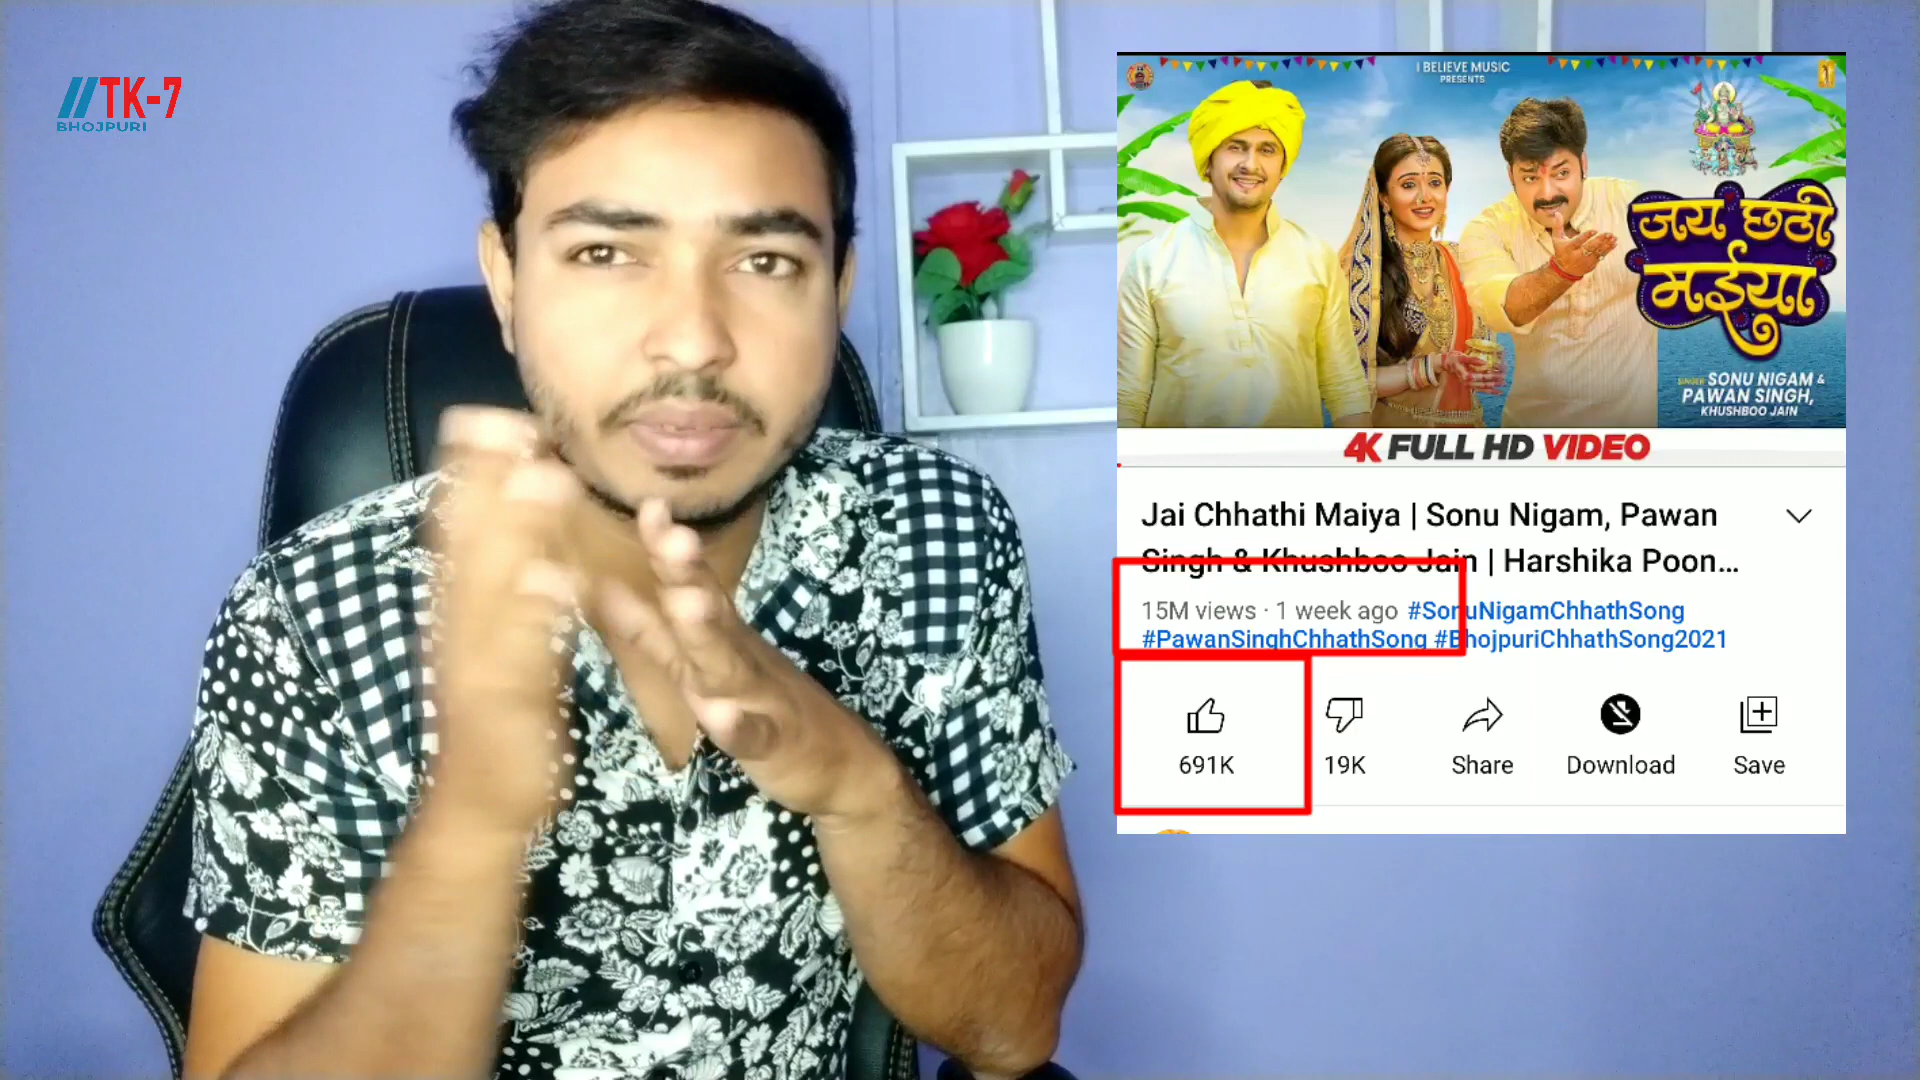 //TK-7
BHOJPURI
I BELIEVE MUSIC
PRESENTS
जय छठी
मईया
SINGER SONU NIGAM &
PAWAN SINGH,
KHUSHBOO JAIN
4K FULL HD VIDEO
Jai Chhathi Maiya | Sonu Nigam, Pawan
Singh & Khushboo Jain | Harshika Poon...
15M views · 1 week ago #SonuNigamChhathSong
#PawanSinghChhathSong #BhojpuriChhathSong2021
691K
19K
Share
Download
Save